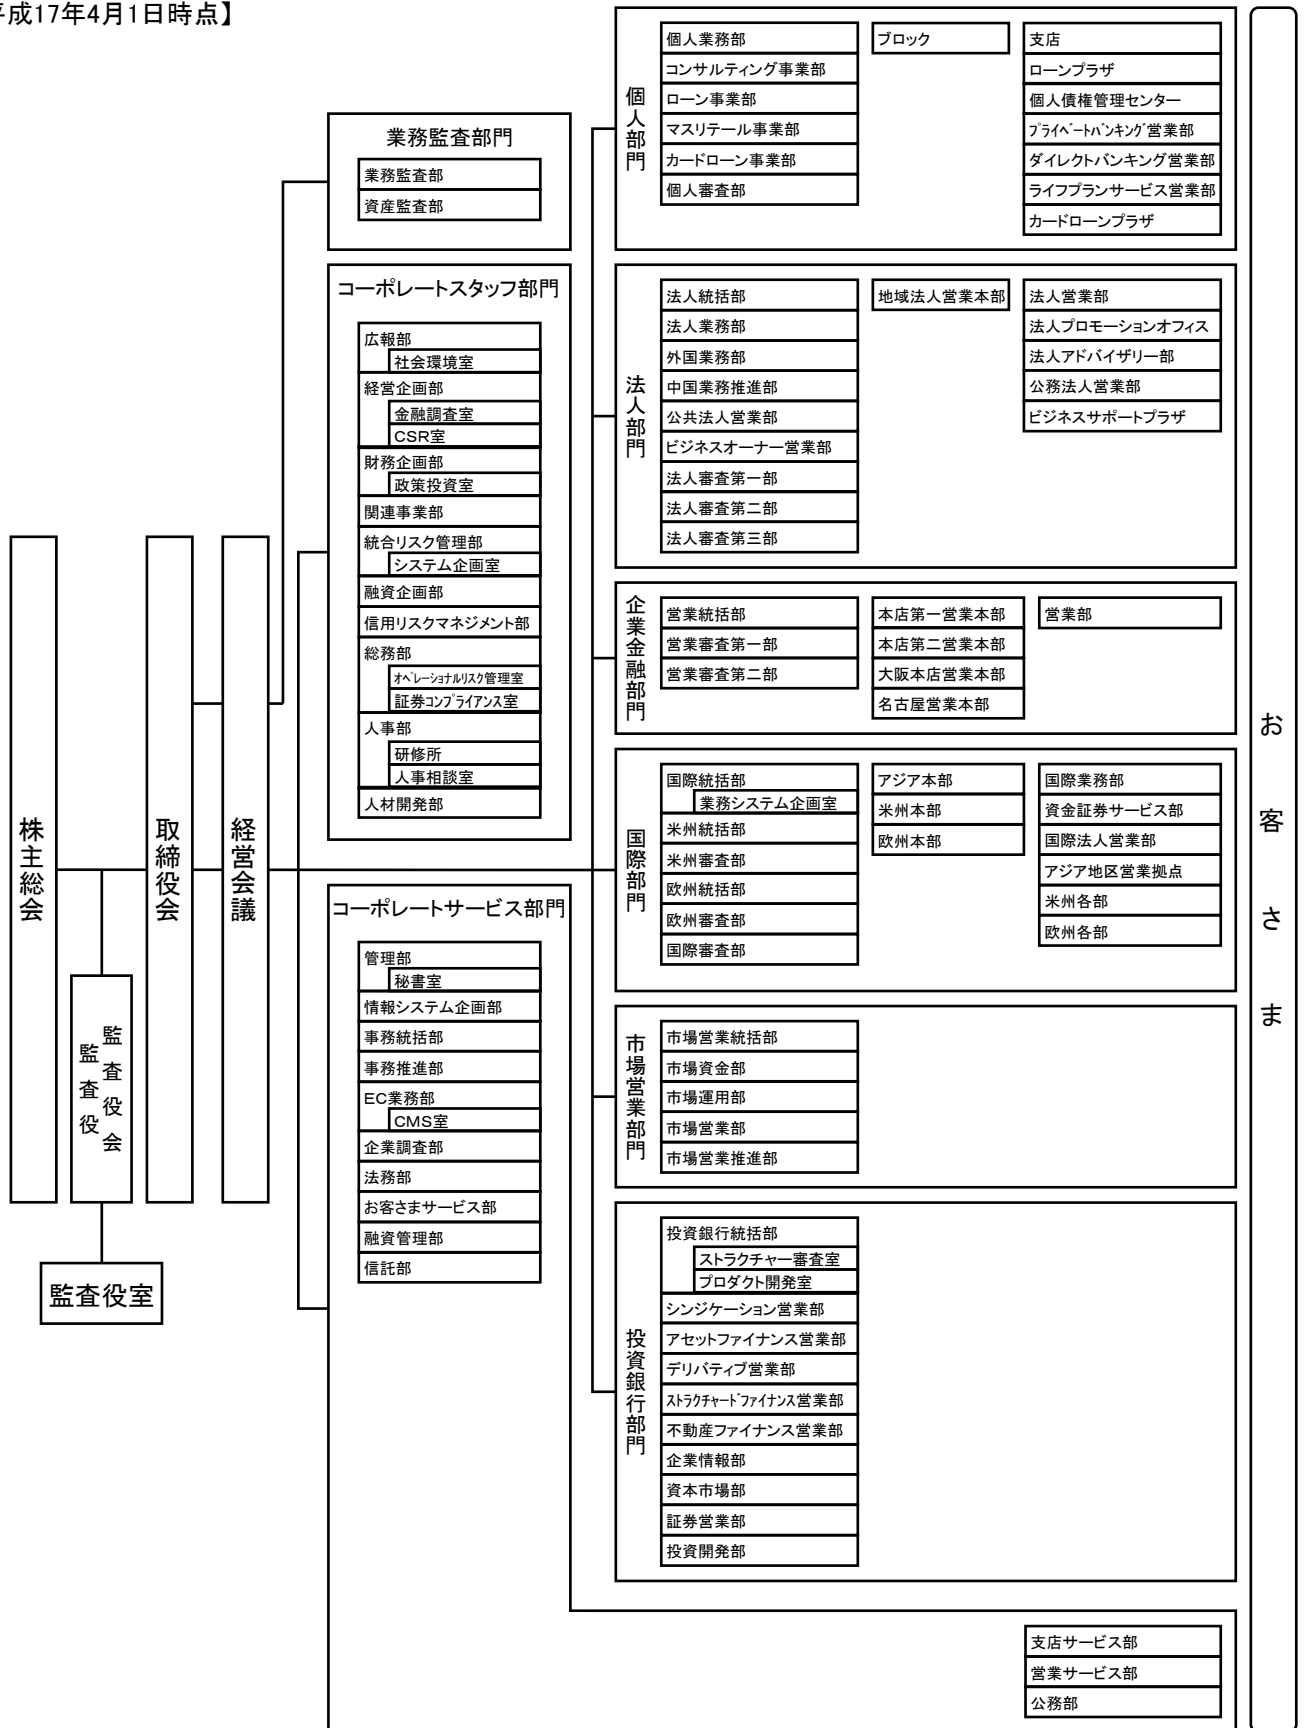 平成17年4月1日時点】
株主総会
監査役会
監査役
監査役室
取締役会
経営会議
業務監査部門
業務監査部
資産監査部
コーポレートスタッフ部門
広報部
社会環境室
経営企画部
金融調査室
CSR室
財務企画部
政策投資室
関連事業部
統合リスク管理部
システム企画室
融資企画部
信用リスクマネジメント部
総務部
オペレーショナルリスク管理室
証券コンプライアンス室
人事部
研修所
人事相談室
人材開発部
コーポレートサービス部門
管理部
秘書室
情報システム企画部
事務統括部
事務推進部
EC業務部
CMS室
企業調査部
法務部
お客さまサービス部
融資管理部
信託部
個人部門
個人業務部
コンサルティング事業部
ローン事業部
マスリテール事業部
カードローン事業部
個人審査部
ブロック
支店
ローンプラザ
個人債権管理センター
プライベートバンキング営業部
ダイレクトバンキング営業部
ライフプランサービス営業部
カードローンプラザ
法人部門
法人統括部
法人業務部
外国業務部
中国業務推進部
公共法人営業部
ビジネスオーナー営業部
法人審査第一部
法人審査第二部
法人審査第三部
地域法人営業本部
法人営業部
法人プロモーションオフィス
法人アドバイザリー部
公務法人営業部
ビジネスサポートプラザ
企業金融部門
営業統括部
営業審査第一部
営業審査第二部
本店第一営業本部
本店第二営業本部
大阪本店営業本部
名古屋営業本部
営業部
国際部門
国際統括部
業務システム企画室
米州統括部
米州審査部
欧州統括部
欧州審査部
国際審査部
アジア本部
米州本部
欧州本部
国際業務部
資金証券サービス部
国際法人営業部
アジア地区営業拠点
米州各部
欧州各部
市場営業部門
市場営業統括部
市場資金部
市場運用部
市場営業部
市場営業推進部
投資銀行部門
投資銀行統括部
ストラクチャー審査室
プロダクト開発室
シンジケーション営業部
アセットファイナンス営業部
デリバティブ営業部
ストラクチャードファイナンス営業部
不動産ファイナンス営業部
企業情報部
資本市場部
証券営業部
投資開発部
支店サービス部
営業サービス部
公務部
お客さま